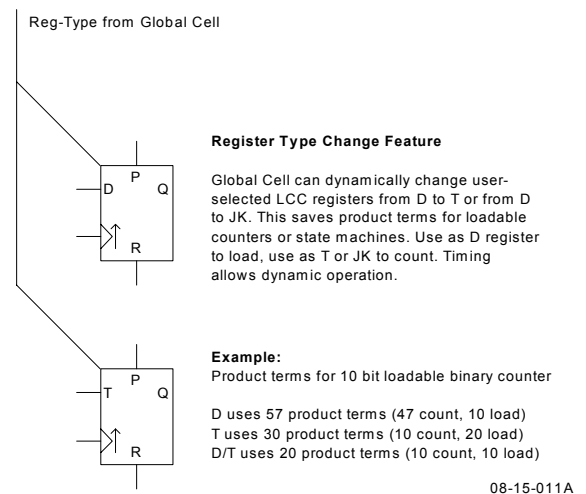 Reg-Type from Global Cell
P
D
Q
R
Register Type Change Feature
Global Cell can dynamically change user-
selected LCC registers from D to T or from D
to JK. This saves product terms for loadable
counters or state machines. Use as D register
to load, use as T or JK to count. Timing
allows dynamic operation.
P
T
Q
R
Example:
Product terms for 10 bit loadable binary counter
D uses 57 product terms (47 count, 10 load)
T uses 30 product terms (10 count, 20 load)
D/T uses 20 product terms (10 count, 10 load)
08-15-011A